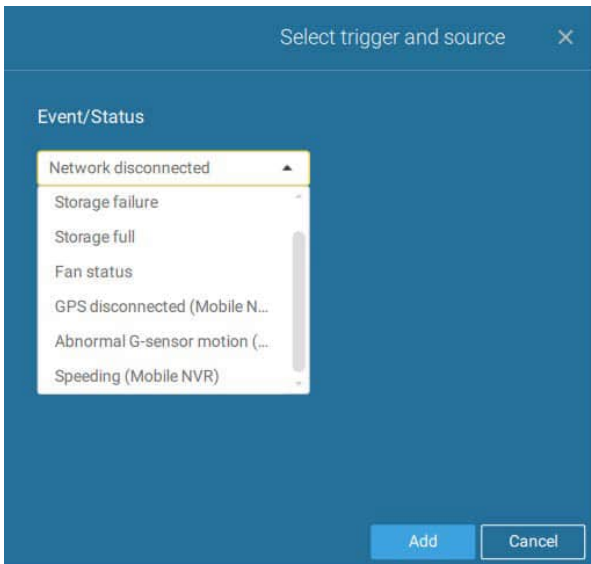 Select trigger and source
Event/Status
Network disconnected
Storage failure
Storage full
Fan status
GPS disconnected (Mobile N...
Abnormal G-sensor motion (...
Speeding (Mobile NVR)
Add Cancel